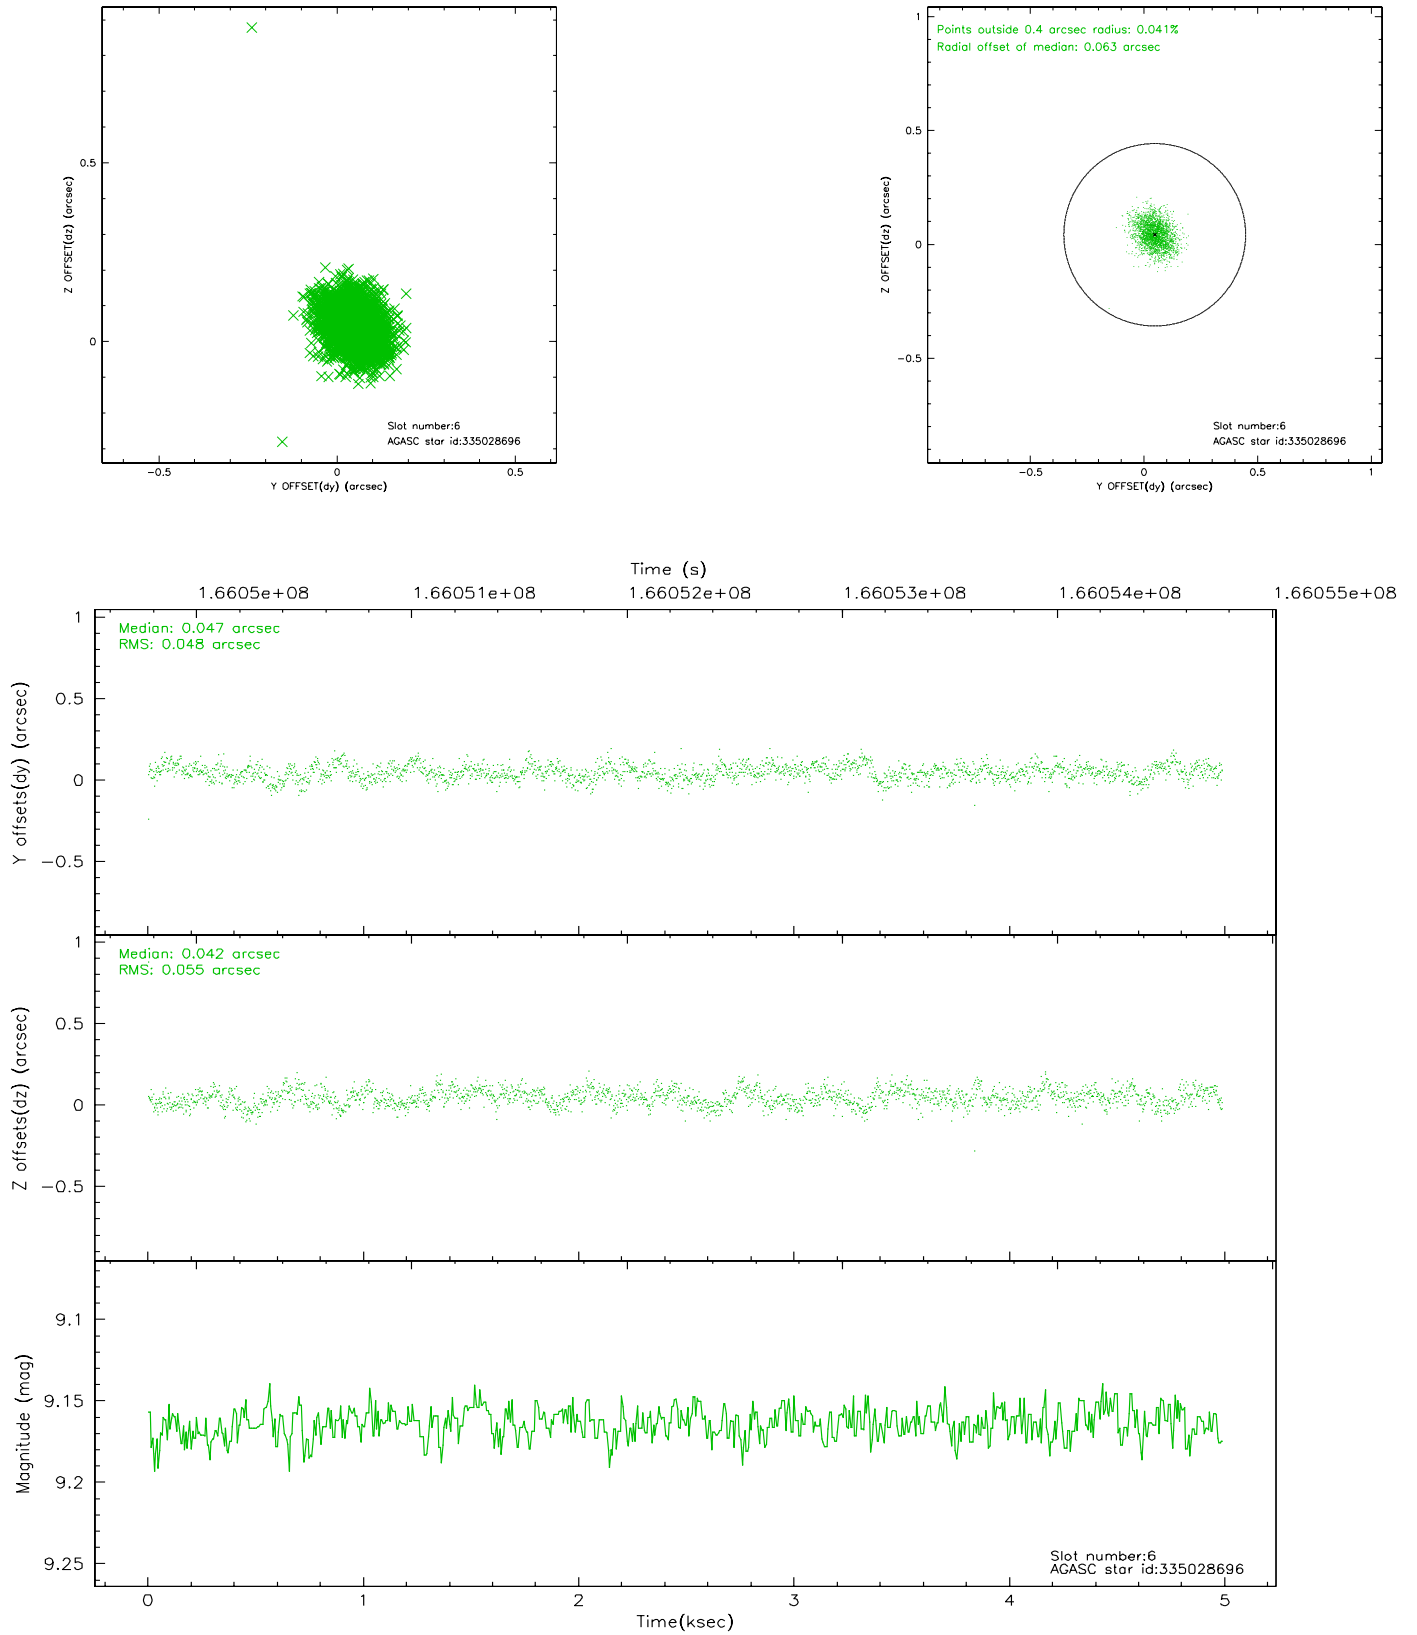 0.5
0
Z OFFSET(dz) (arcsec)
Slot number:6
AGASC star id:335028696
−0.5 0 0.5
Y OFFSET(dy) (arcsec)
Points outside 0.4 arcsec radius: 0.041%
Radial offset of median: 0.063 arcsec
1
0.5
0
−0.5
Z OFFSET(dz) (arcsec)
Slot number:6
AGASC star id:335028696
−0.5 0 0.5 1
Y OFFSET(dy) (arcsec)
Time (s)
1.6605e+08 1.66051e+08 1.66052e+08 1.66053e+08 1.66054e+08 1.66055e+08
Median: 0.047 arcsec
RMS: 0.048 arcsec
1
0.5
0
−0.5
Y offsets(dy) (arcsec)
Median: 0.042 arcsec
RMS: 0.055 arcsec
1
0.5
0
−0.5
Z offsets(dz) (arcsec)
9.1
9.15
9.2
9.25
Magnitude (mag)
Slot number:6
AGASC star id:335028696
0 1 2 3 4 5
Time(ksec)